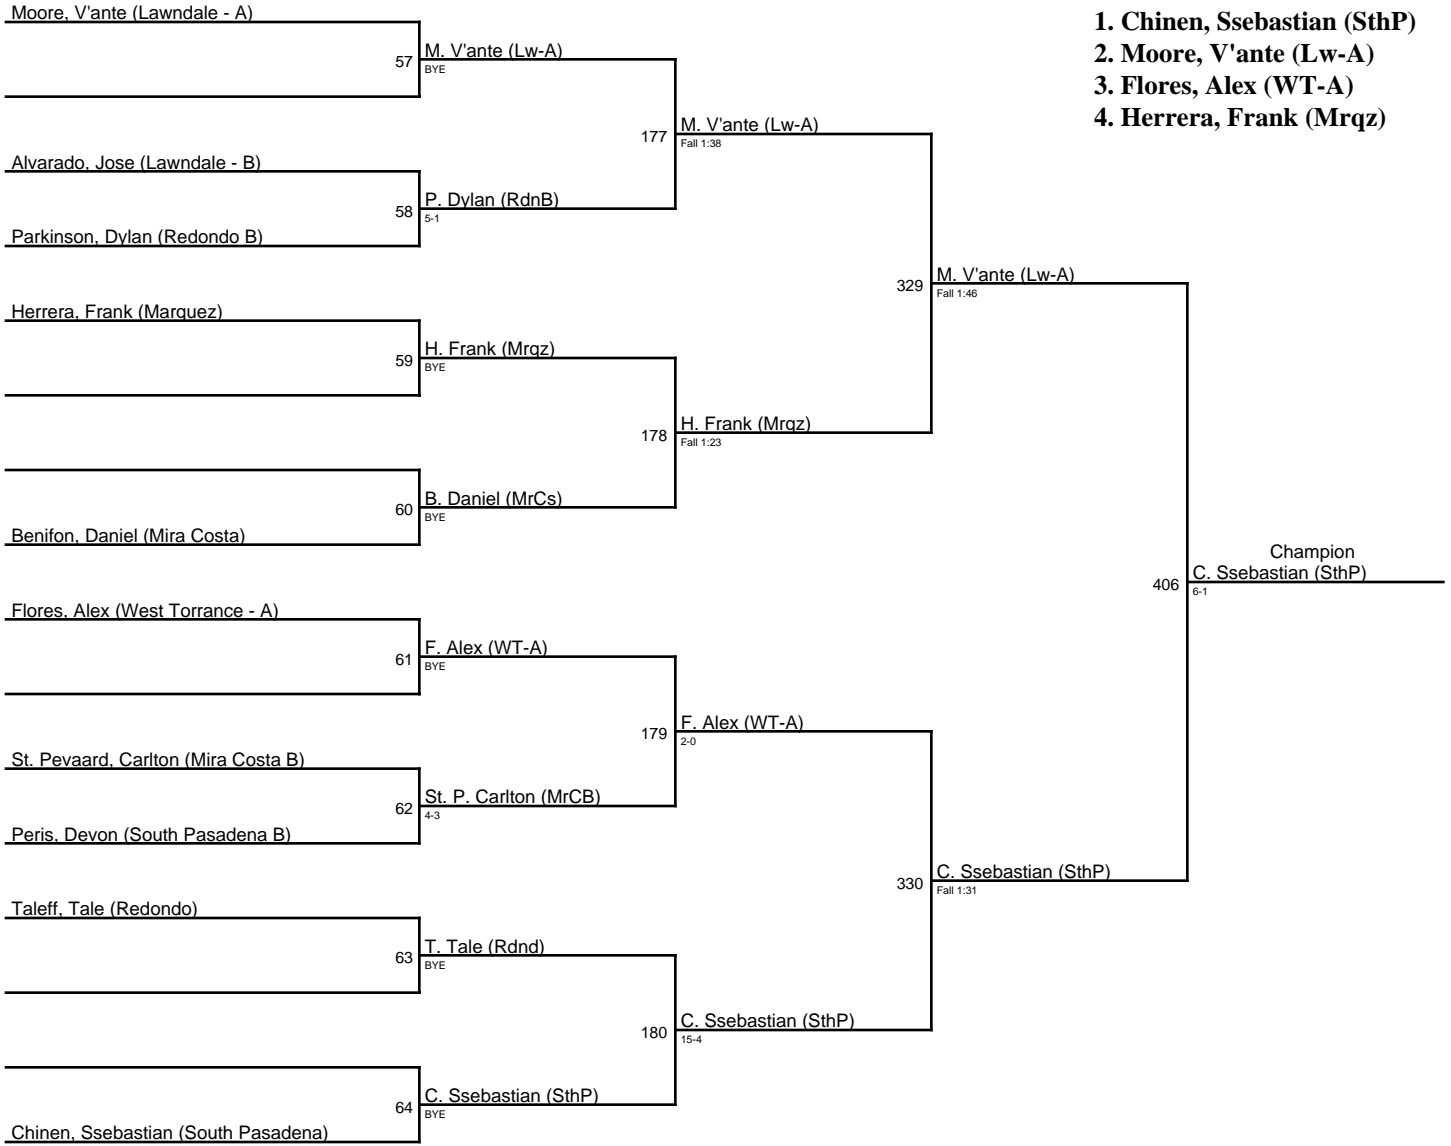 Moore, V'ante (Lawndale - A)
57
M. V'ante (Lw-A)
BYE
177
M. V'ante (Lw-A)
Fall 1:38
Alvarado, Jose (Lawndale - B)
58
P. Dylan (RdnB)
5-1
Parkinson, Dylan (Redondo B)
329
M. V'ante (Lw-A)
Fall 1:46
Herrera, Frank (Marquez)
59
H. Frank (Mrqz)
BYE
178
H. Frank (Mrqz)
Fall 1:23
60
B. Daniel (MrCs)
BYE
Benifon, Daniel (Mira Costa)
406
Champion
C. Ssebastian (SthP)
6-1
Flores, Alex (West Torrance - A)
61
F. Alex (WT-A)
BYE
179
F. Alex (WT-A)
2-0
St. Pevaard, Carlton (Mira Costa B)
62
St. P. Carlton (MrCB)
4-3
Peris, Devon (South Pasadena B)
330
C. Ssebastian (SthP)
Fall 1:31
Taleff, Tale (Redondo)
63
T. Tale (Rdnd)
BYE
180
C. Ssebastian (SthP)
15-4
64
C. Ssebastian (SthP)
BYE
Chinen, Ssebastian (South Pasadena)
1. Chinen, Ssebastian (SthP)
2. Moore, V'ante (Lw-A)
3. Flores, Alex (WT-A)
4. Herrera, Frank (Mrqz)